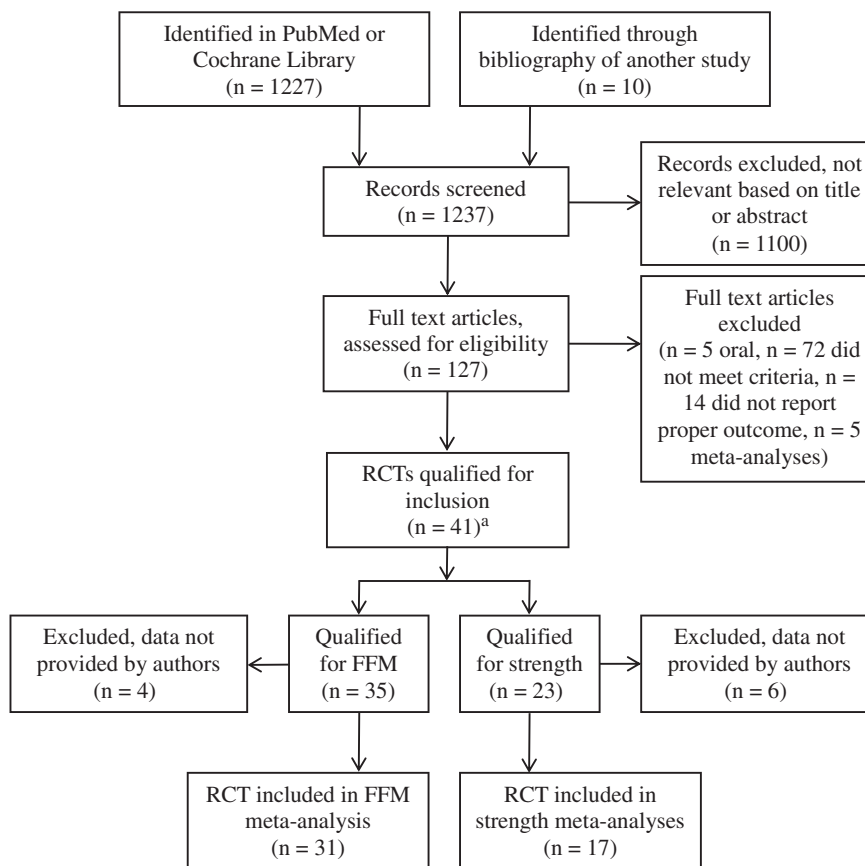 Identified in PubMed or
Cochrane Library
(n = 1227)
Identified through
bibliography of another study
(n = 10)
Records screened
(n = 1237)
Records excluded, not
relevant based on title
or abstract
(n = 1100)
Full text articles,
assessed for eligibility
(n = 127)
Full text articles
excluded
(n = 5 oral, n = 72 did
not meet criteria, n =
14 did not report
proper outcome, n = 5
meta-analyses)
RCTs qualified for
inclusion
(n = 41)ᵃ
Excluded, data not
provided by authors
(n = 4)
Qualified
for FFM
(n = 35)
Qualified
for strength
(n = 23)
Excluded, data not
provided by authors
(n = 6)
RCT included in FFM
meta-analysis
(n = 31)
RCT included in
strength meta-analyses
(n = 17)